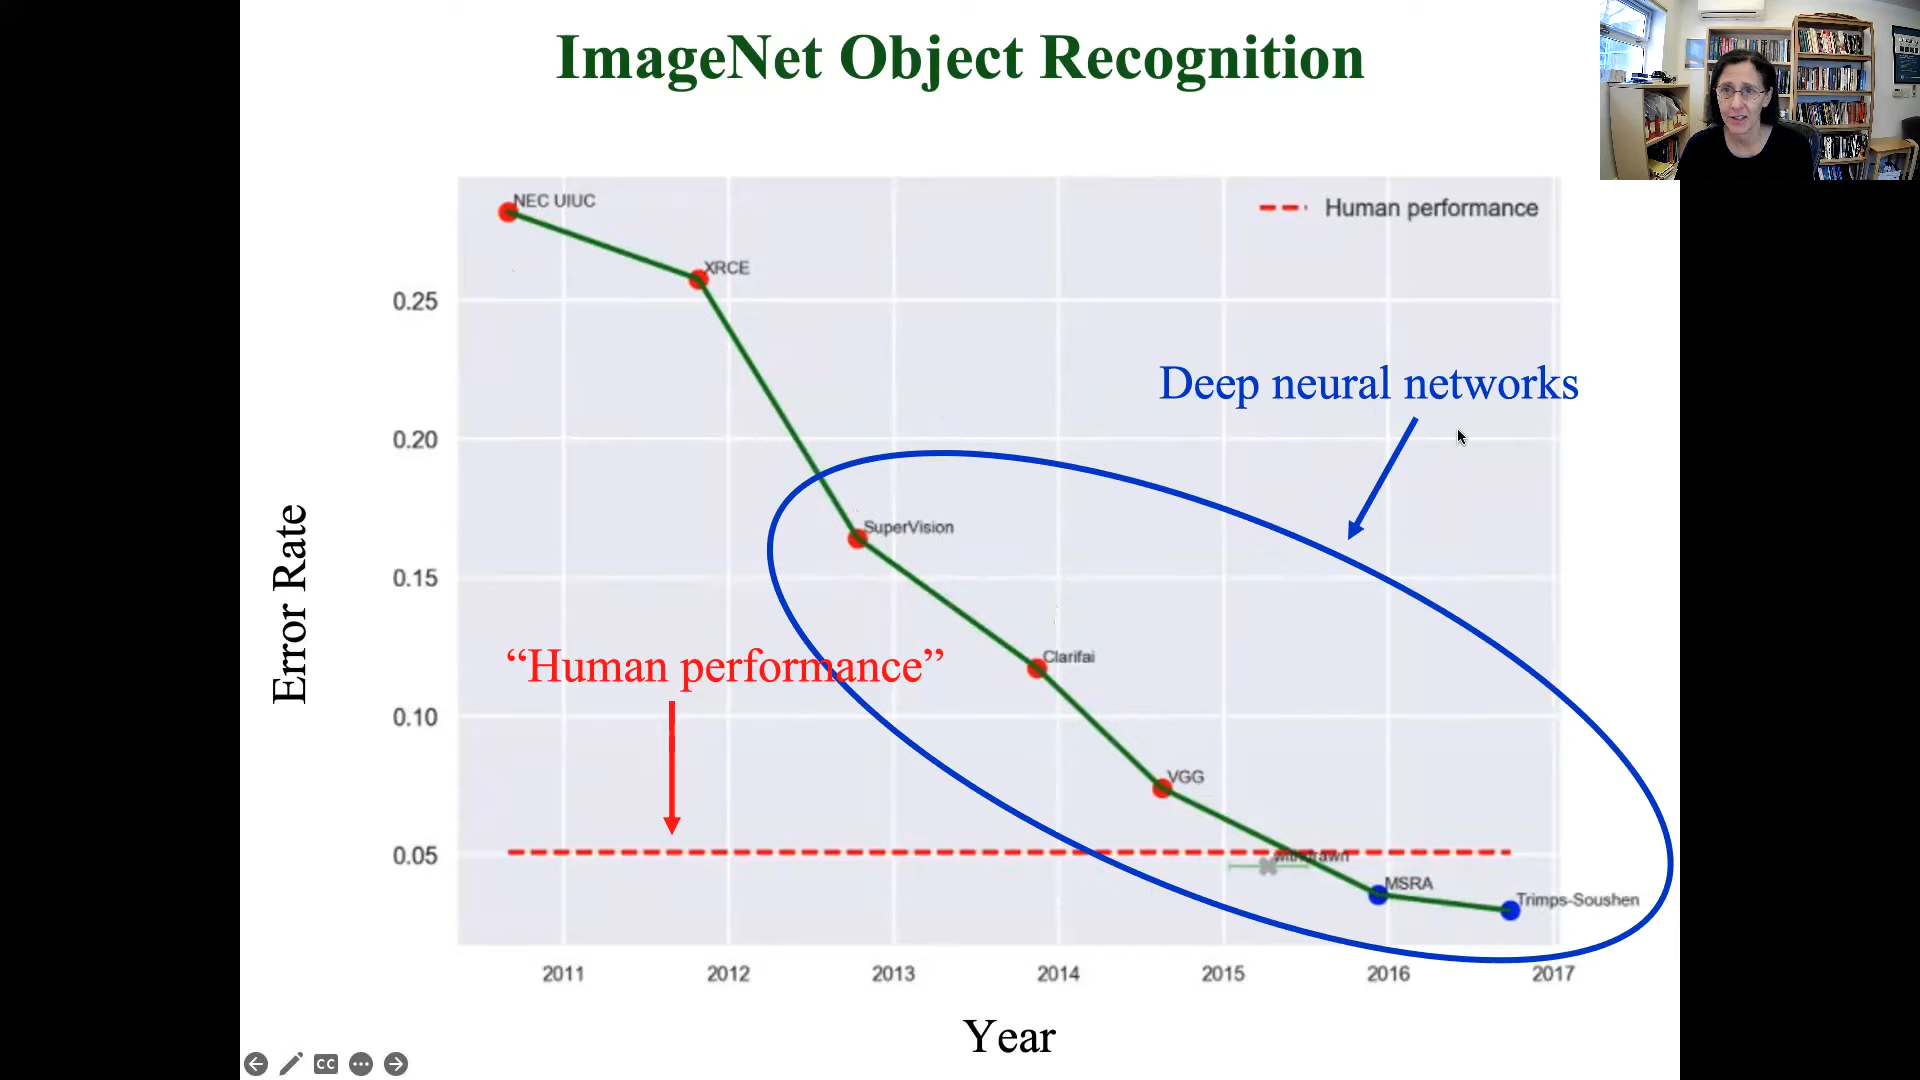 ImageNet Object Recognition
NEC UIUC
Human performance
XRCE
0.25
Deep neural networks
0.20
SuperVision
0.15
Clarifai
“Human performance”
0.10
VGG
0.05
withdrawn
MSRA
Trimps-Soushen
Error Rate
2011 2012 2013 2014 2015 2016 2017
Year
CC